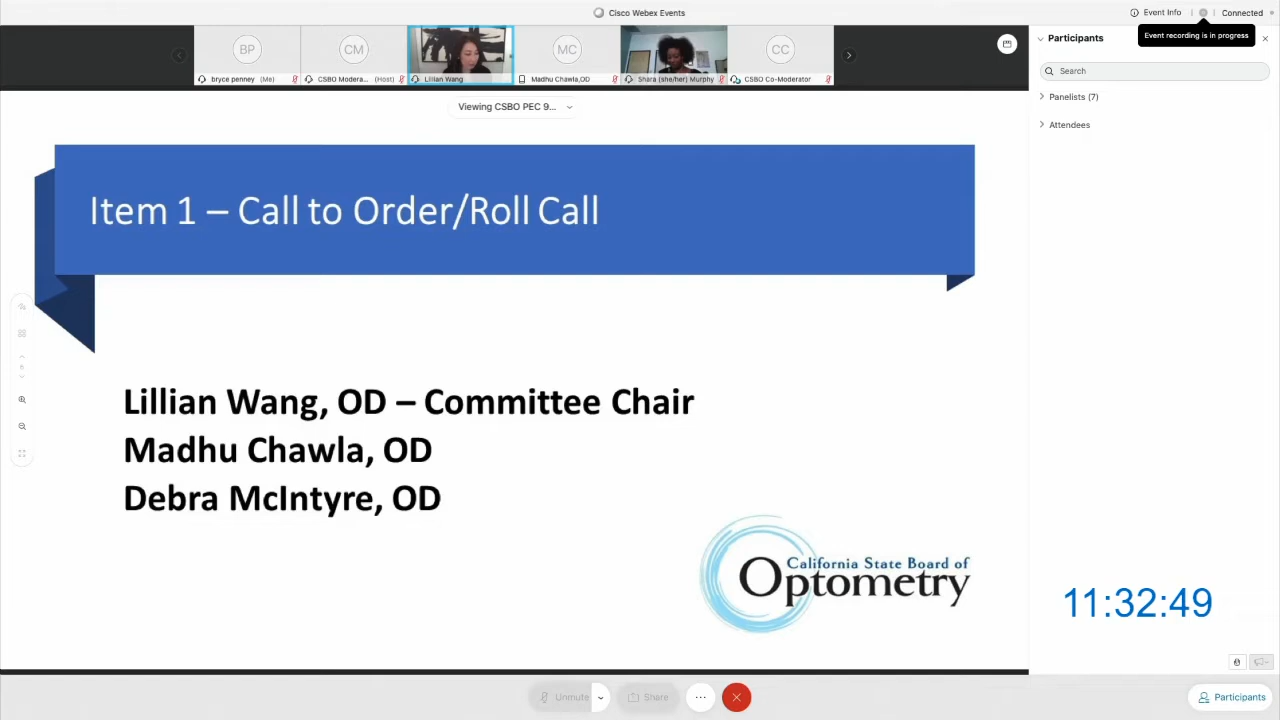 Cisco Webex Events
Event Info
Connected
Event recording is in progress
BP
bryce penney (Me)
CM
CSBO Modera... (Host)
Lillian Wang
MC
Madhu Chawla,OD
Shara (she/her) Murphy
CC
CSBO Co-Moderator
Participants
Search
Panelists (7)
Attendees
Viewing CSBO PEC 9...
Item 1 – Call to Order/Roll Call
Lillian Wang, OD – Committee Chair
Madhu Chawla, OD
Debra McIntyre, OD
California State Board of
Optometry
11:32:49
Unmute
Share
Participants